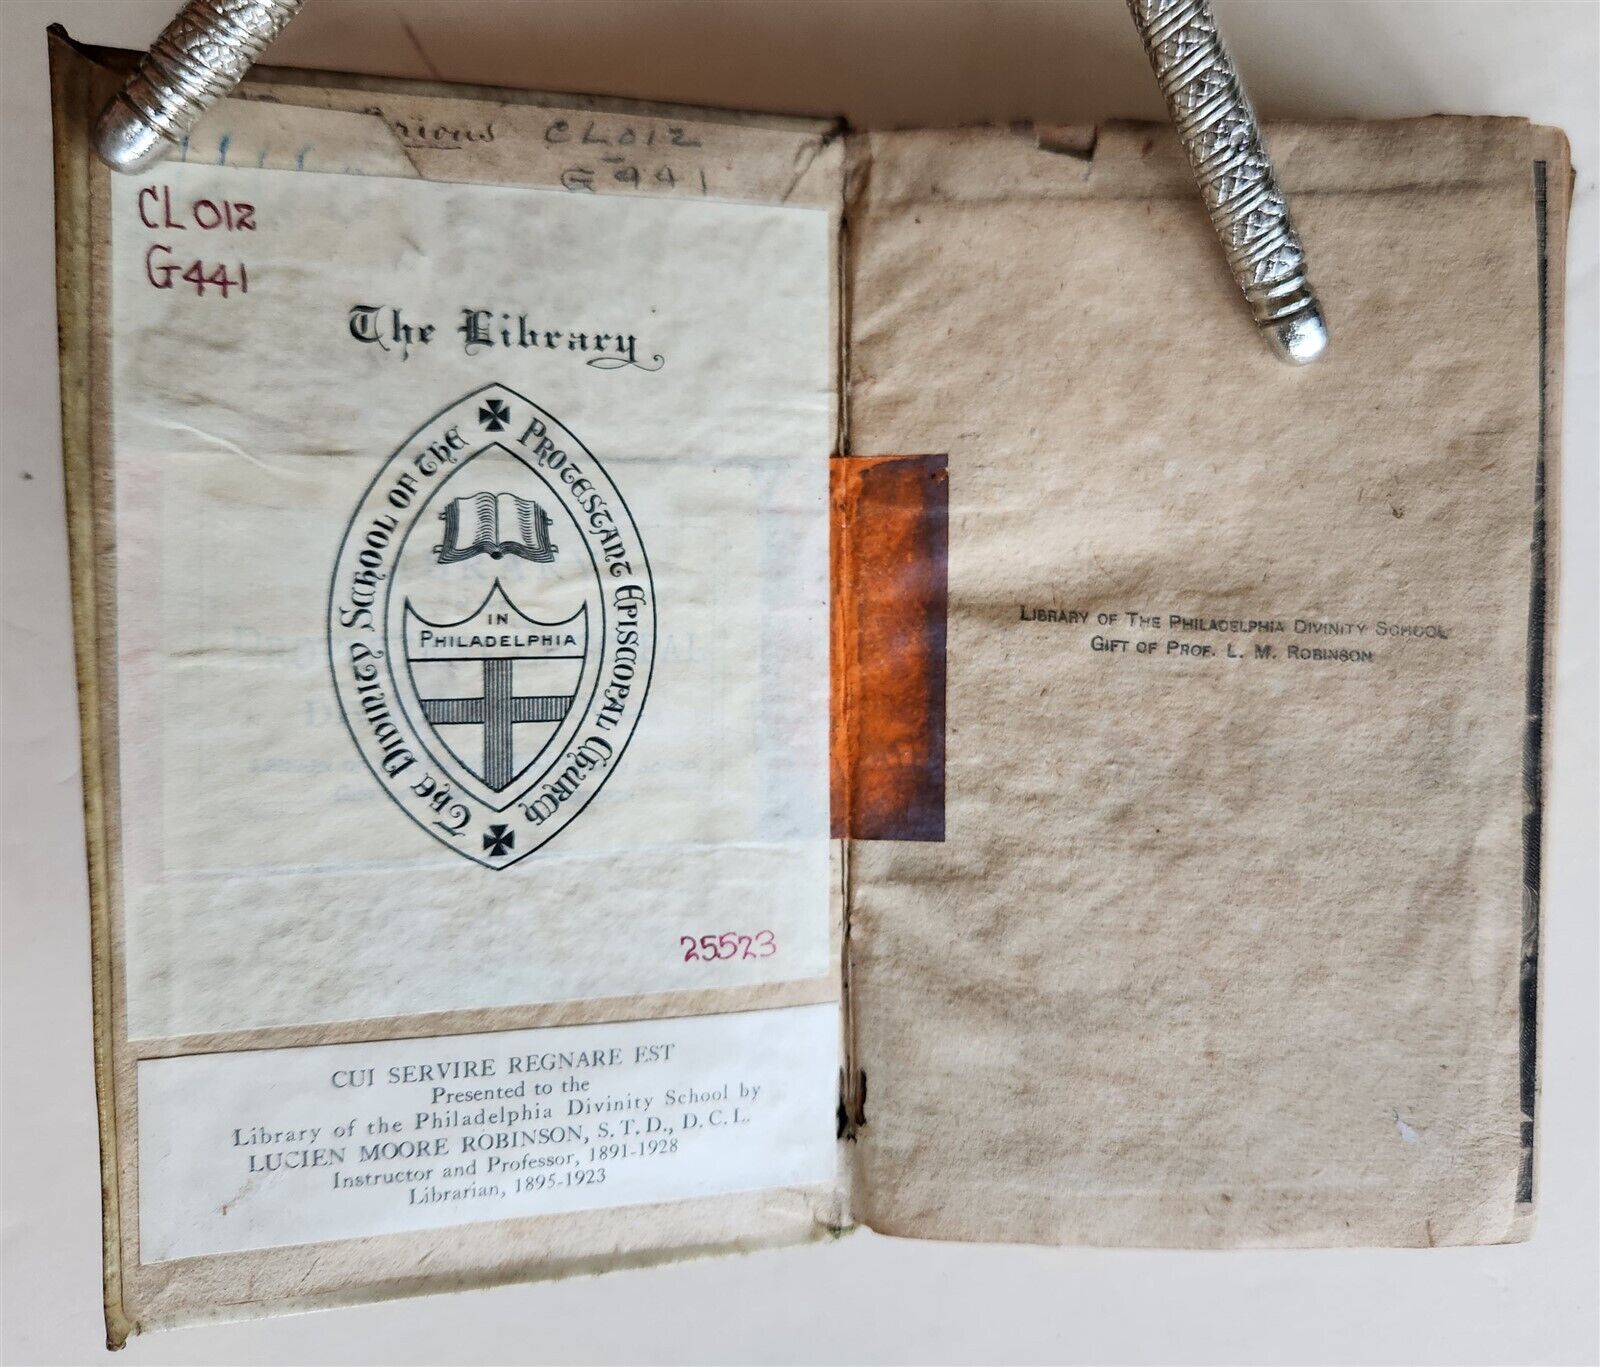 CL012
G441
CL012
G441
The Library
The Divinity School of the Protestant Episcopal Church
IN
PHILADELPHIA
25523
CUI SERVIRE REGNARE EST
Presented to the
Library of the Philadelphia Divinity School by
LUCIEN MOORE ROBINSON, S.T.D., D.C.L.
Instructor and Professor, 1891-1928
Librarian, 1895-1923
LIBRARY OF THE PHILADELPHIA DIVINITY SCHOOL
GIFT OF PROF. L. M. ROBINSON